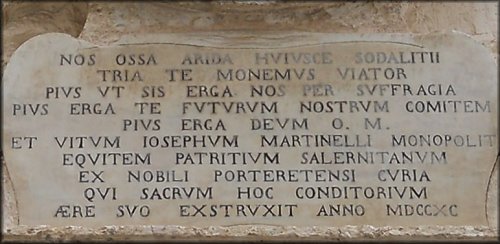 NOS OSSA ARIDA HVIVSCE SODALITII
TRIA TE MONEMVS VIATOR
PIVS VT SIS ERGA NOS PER SVFFRAGIA
PIVS ERGA TE FVTVRVM NOSTRVM COMITEM
PIVS ERGA DEVM O. M.
ET VITVM IOSEPHVM MARTINELLI MONOPOLIT
EQVITEM PATRITIVM SALERNITANVM
EX NOBILI PORTERETENSI CVRIA
QVI SACRVM HOC CONDITORIVM
ÆRE SVO EXSTRVXIT ANNO MDCCXC